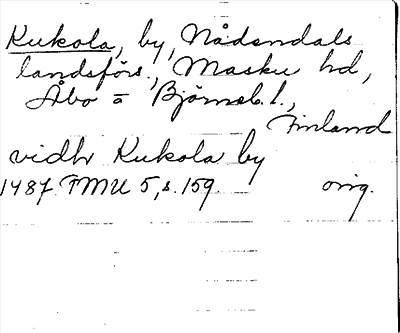 Kukola, by, Nådendals
landsförs., Masku hd,
Åbo o Björneb. l.,
Finland
vidh Kukola by
1487 FMU 5, s. 159. orig.